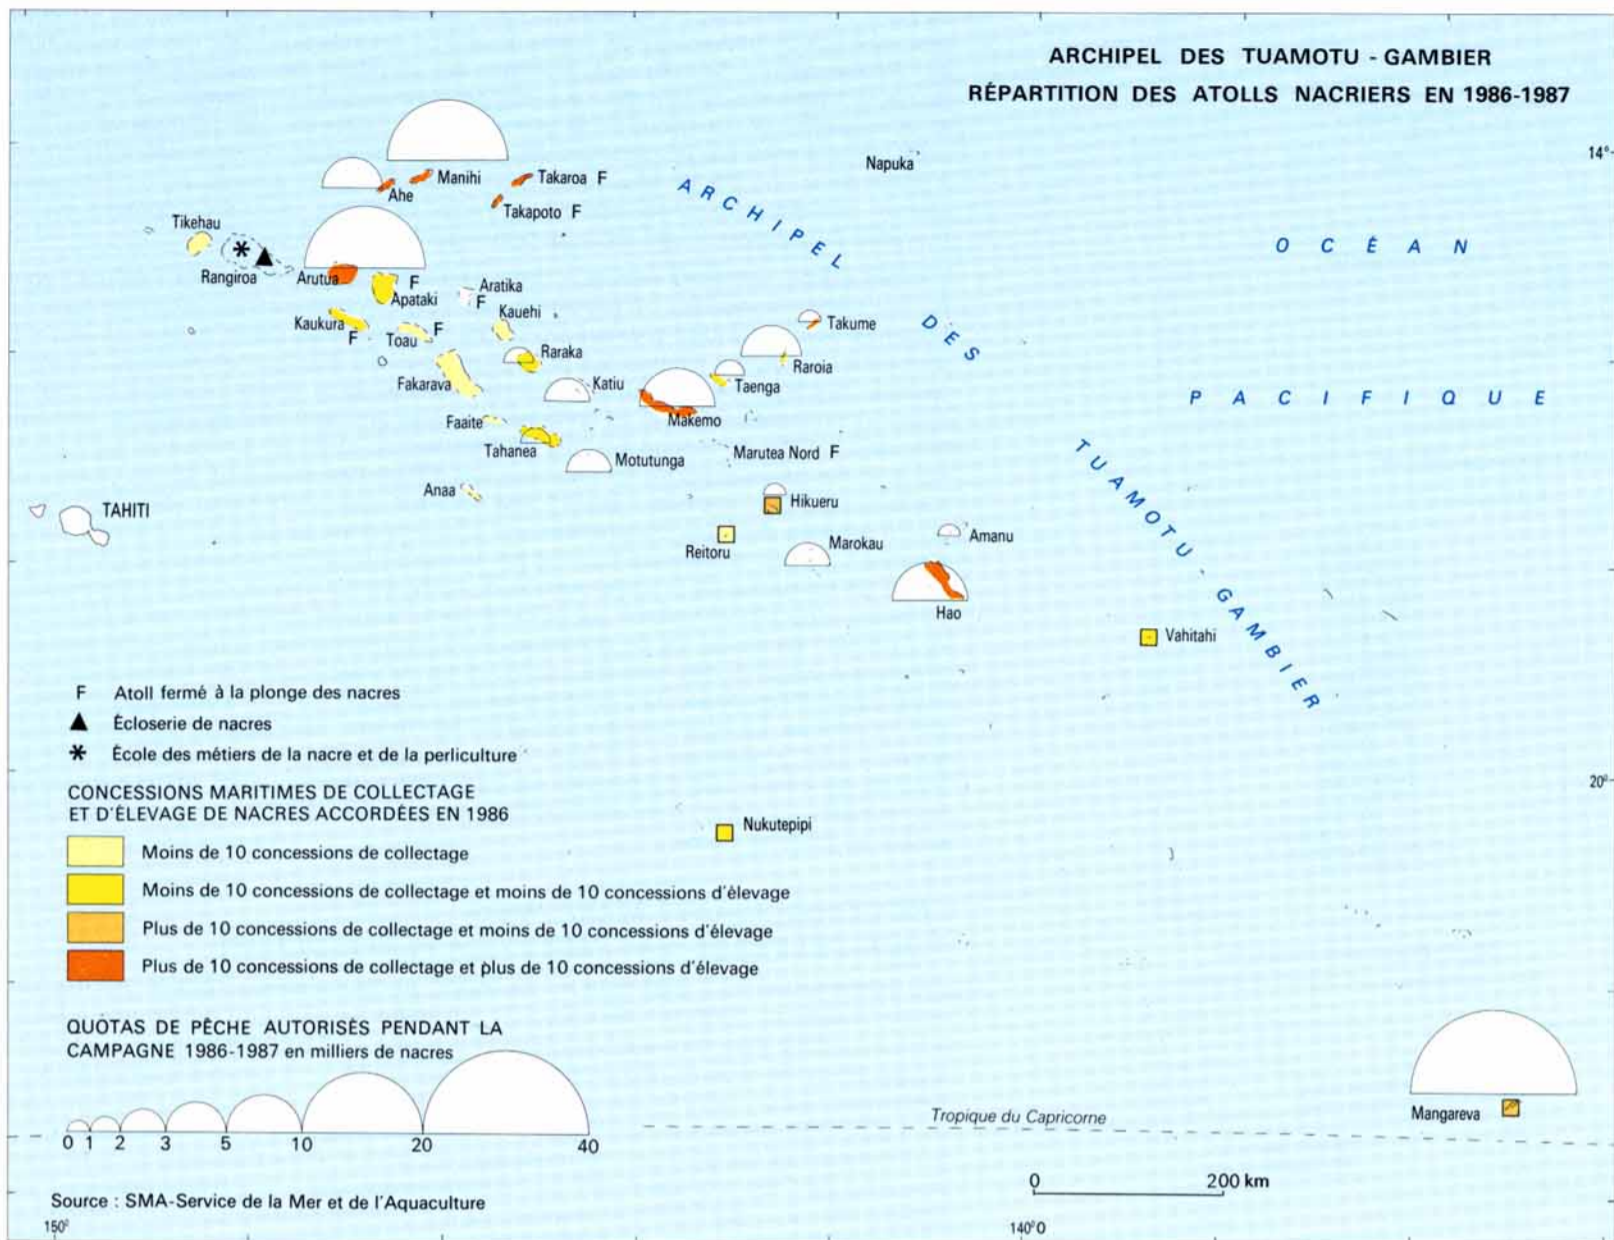 ARCHIPEL DES TUAMOTU - GAMBIER
RÉPARTITION DES ATOLLS NACRIERS EN 1986-1987
14°
Napuka
Manihi
Takaroa F
Ahe
Takapoto F
ARCHIPEL
Tikehau
OCÉAN
Rangiroa
Arutua
F
Apataki
Aratika
F
Kauehi
Kaukura
F
Toau
F
Takume
DES
Raraka
Raroia
Fakarava
Katiu
Taenga
PACIFIQUE
Makemo
Faaite
Tahanea
Marutea Nord F
Motutunga
TUAMOTU - GAMBIER
Anaa
Hikueru
TAHITI
Reitoru
Marokau
Amanu
Hao
Vahitahi
F Atoll fermé à la plonge des nacres
Écloserie de nacres
École des métiers de la nacre et de la perliculture
20°
CONCESSIONS MARITIMES DE COLLECTAGE
ET D'ÉLEVAGE DE NACRES ACCORDÉES EN 1986
Nukutepipi
Moins de 10 concessions de collectage
Moins de 10 concessions de collectage et moins de 10 concessions d'élevage
Plus de 10 concessions de collectage et moins de 10 concessions d'élevage
Plus de 10 concessions de collectage et plus de 10 concessions d'élevage
QUOTAS DE PÊCHE AUTORISÉS PENDANT LA
CAMPAGNE 1986-1987 en milliers de nacres
0 1 2 3 5 10 20 40
Tropique du Capricorne
Mangareva
0 200 km
Source : SMA-Service de la Mer et de l'Aquaculture
150°
140° O